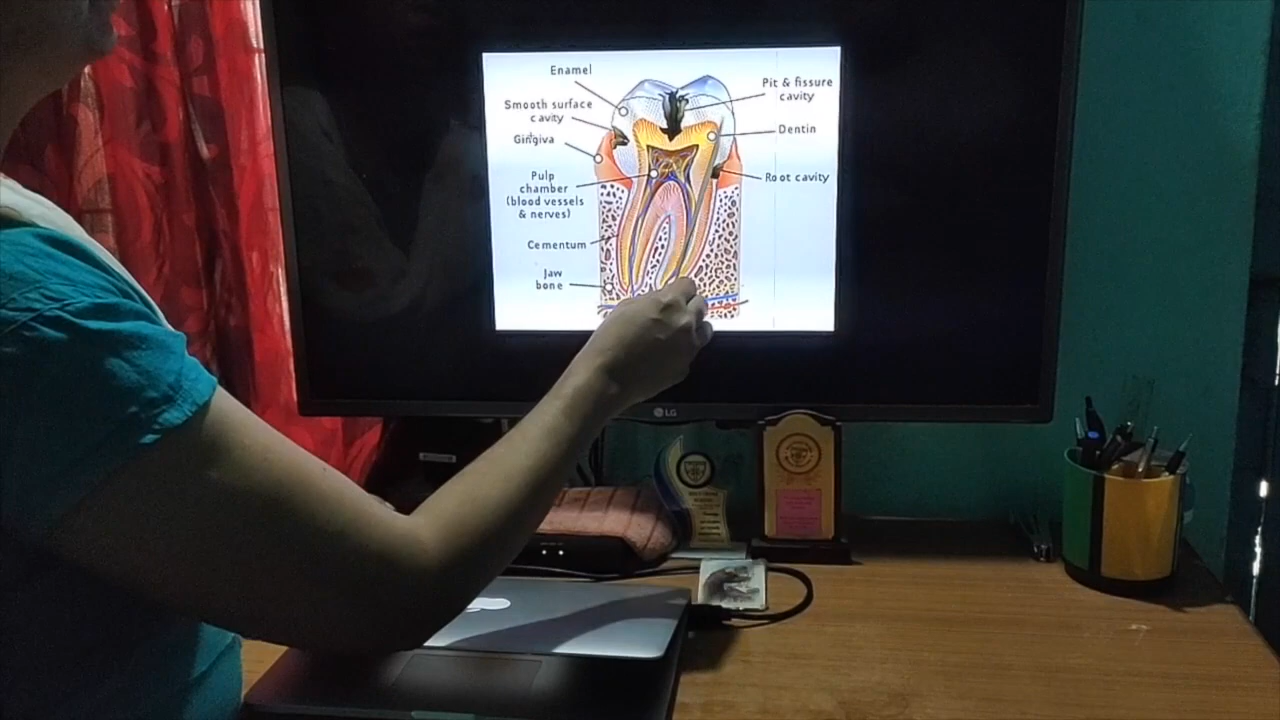 Enamel
Smooth surface
cavity
Gingiva
Pulp
chamber
(blood vessels
& nerves)
Cementum
Jaw
bone
Pit & fissure
cavity
Dentin
Root cavity
LG